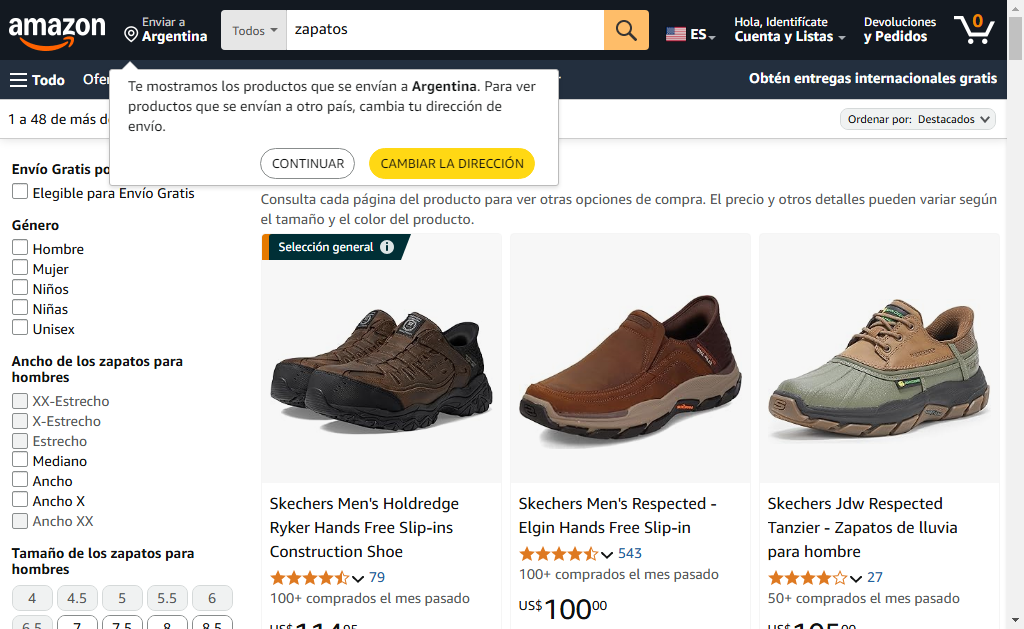 amazon
Enviar a
Argentina
Todos
zapatos
ES
Hola, Identifícate
Cuenta y Listas
Devoluciones
y Pedidos
0
Todo
Obtén entregas internacionales gratis
Te mostramos los productos que se envían a Argentina. Para ver
productos que se envían a otro país, cambia tu dirección de
envío.
CONTINUAR
CAMBIAR LA DIRECCIÓN
1 a 48 de más
Ordenar por: Destacados
Envío Gratis
Elegible para Envío Gratis
Género
Hombre
Mujer
Niños
Niñas
Unisex
Ancho de los zapatos para
hombres
XX-Estrecho
X-Estrecho
Estrecho
Mediano
Ancho
Ancho X
Ancho XX
Tamaño de los zapatos para
hombres
4 4.5 5 5.5 6
6.5 7 7.5 8 8.5
Consulta cada página del producto para ver otras opciones de compra. El precio y otros detalles pueden variar según
el tamaño y el color del producto.
Selección general
Skechers Men's Holdredge
Ryker Hands Free Slip-ins
Construction Shoe
79
100+ comprados el mes pasado
Skechers Men's Respected -
Elgin Hands Free Slip-in
543
100+ comprados el mes pasado
US$ 100 00
Skechers Jdw Respected
Tanzier - Zapatos de lluvia
para hombre
27
50+ comprados el mes pasado